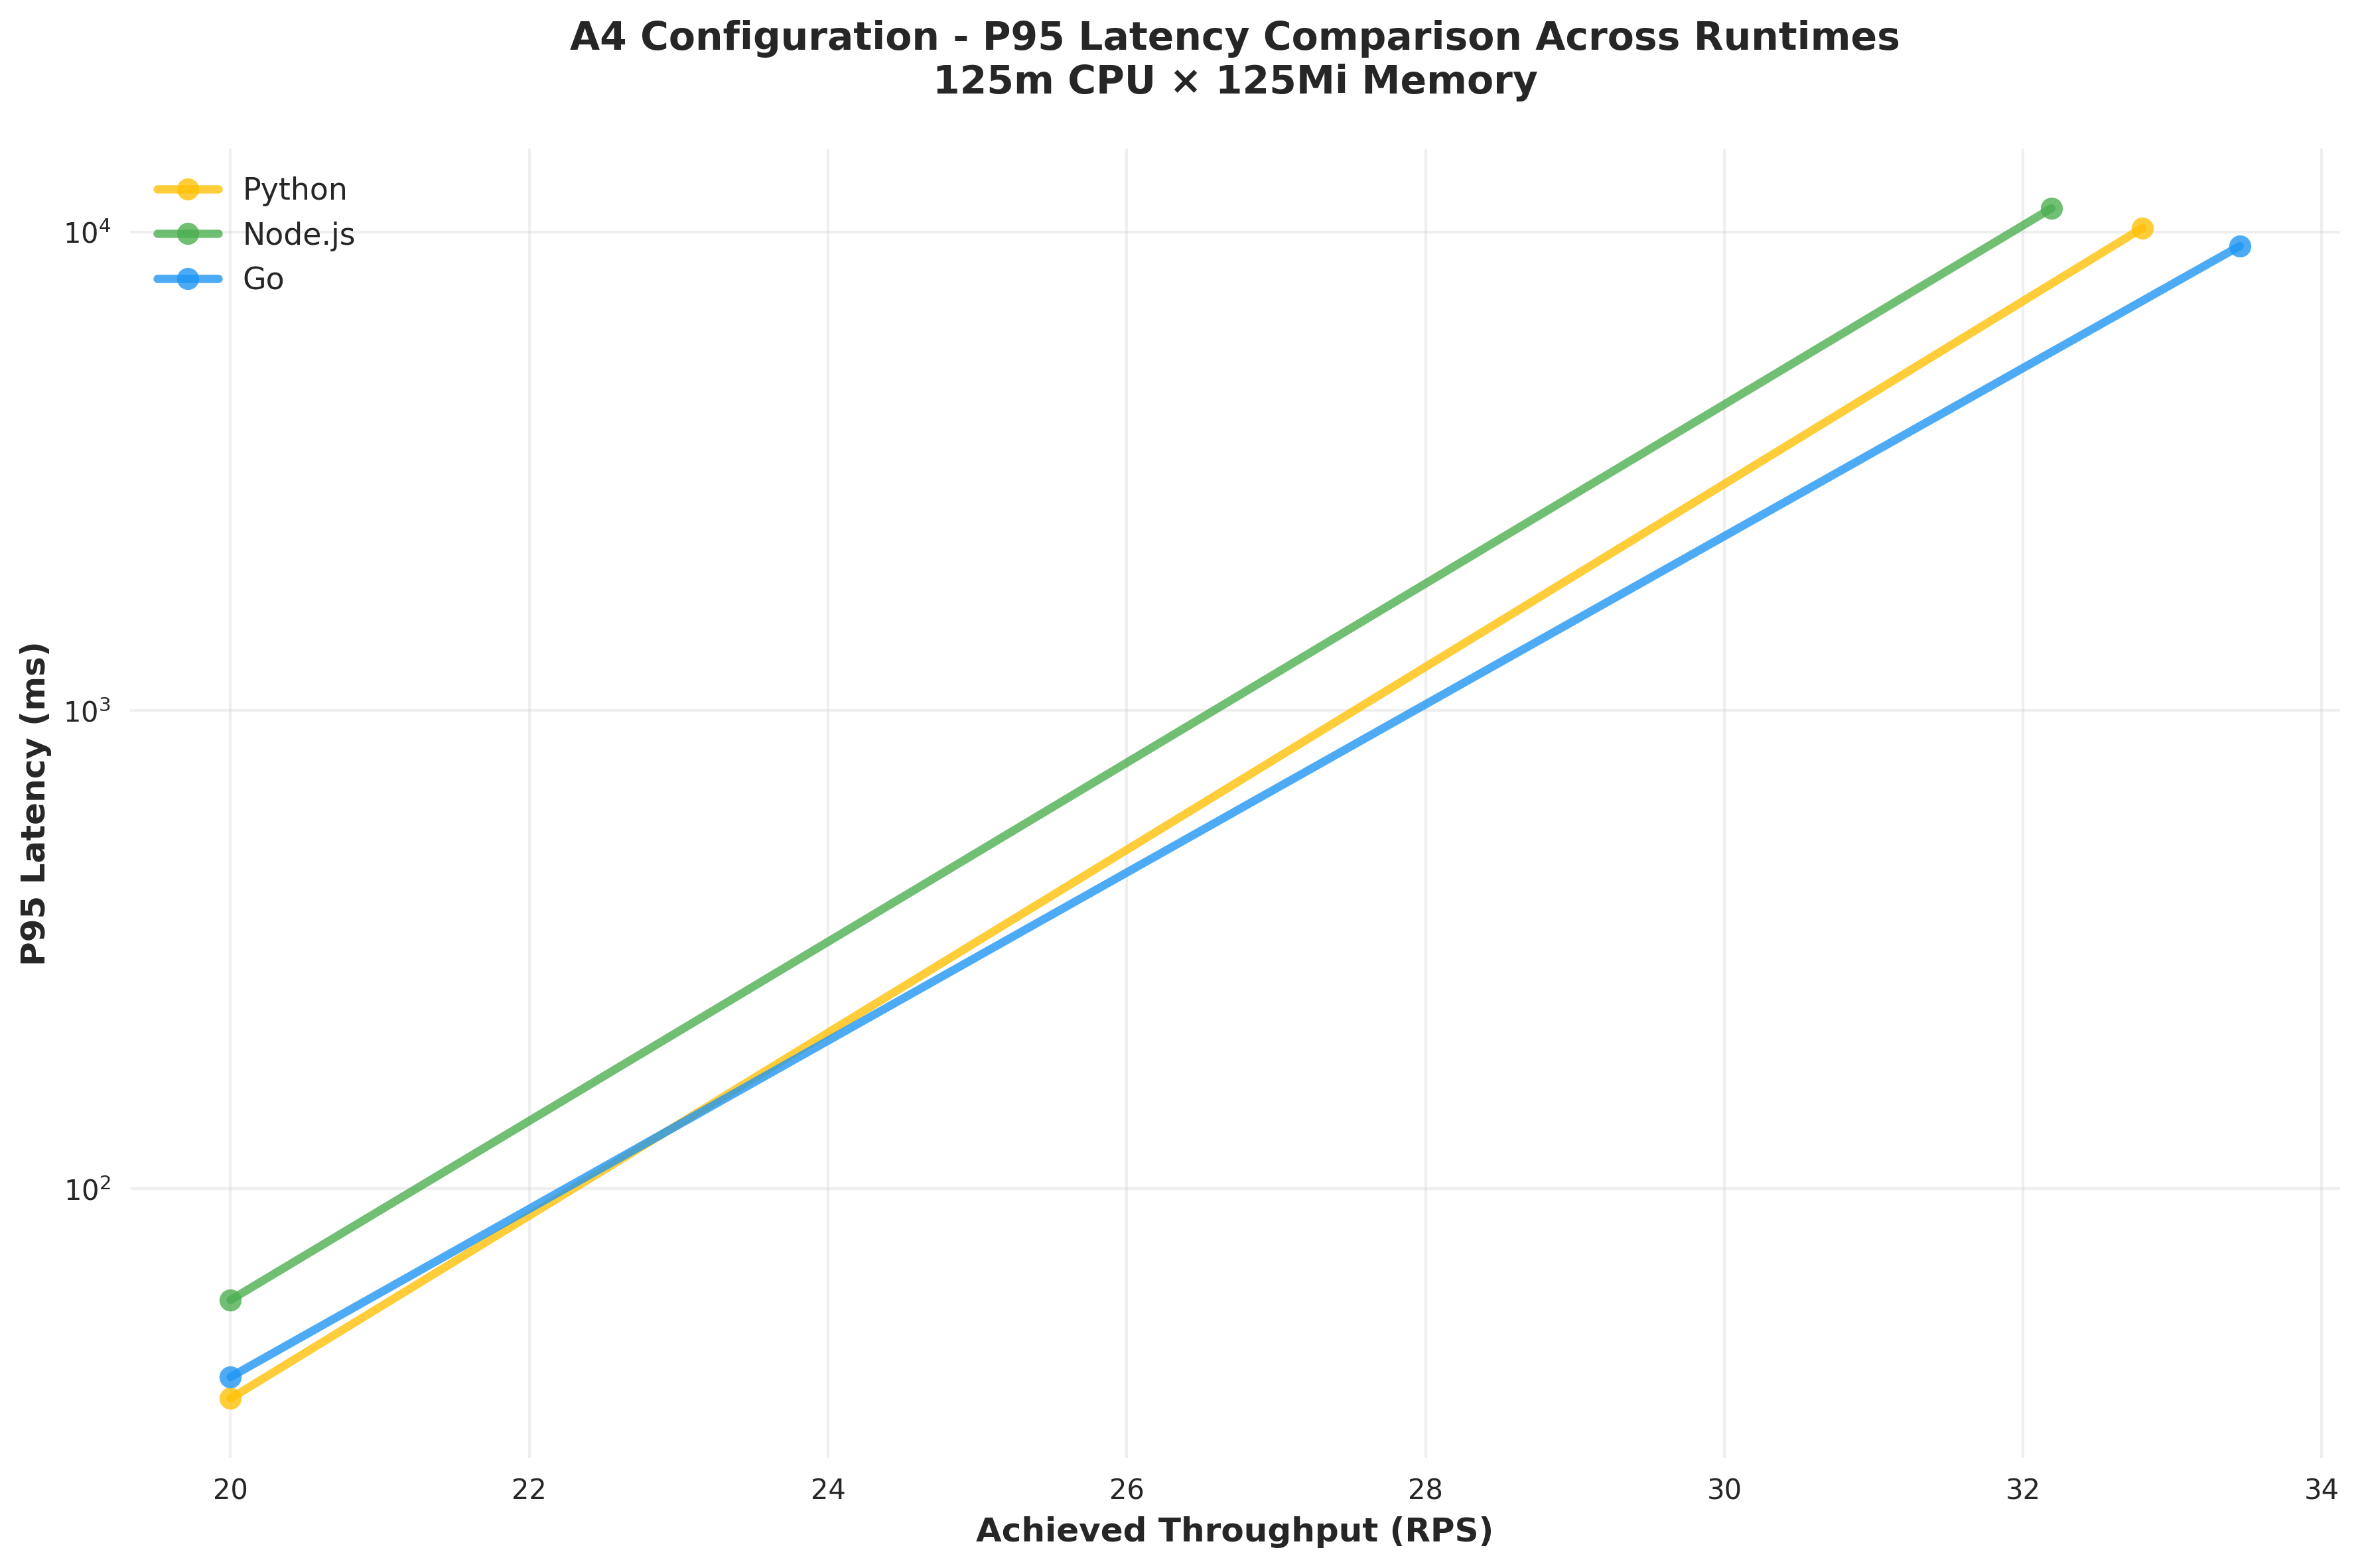 A4 Configuration - P95 Latency Comparison Across Runtimes
125m CPU × 125Mi Memory
Python
Node.js
Go
P95 Latency (ms)
10⁴
10³
10²
20 22 24 26 28 30 32 34
Achieved Throughput (RPS)